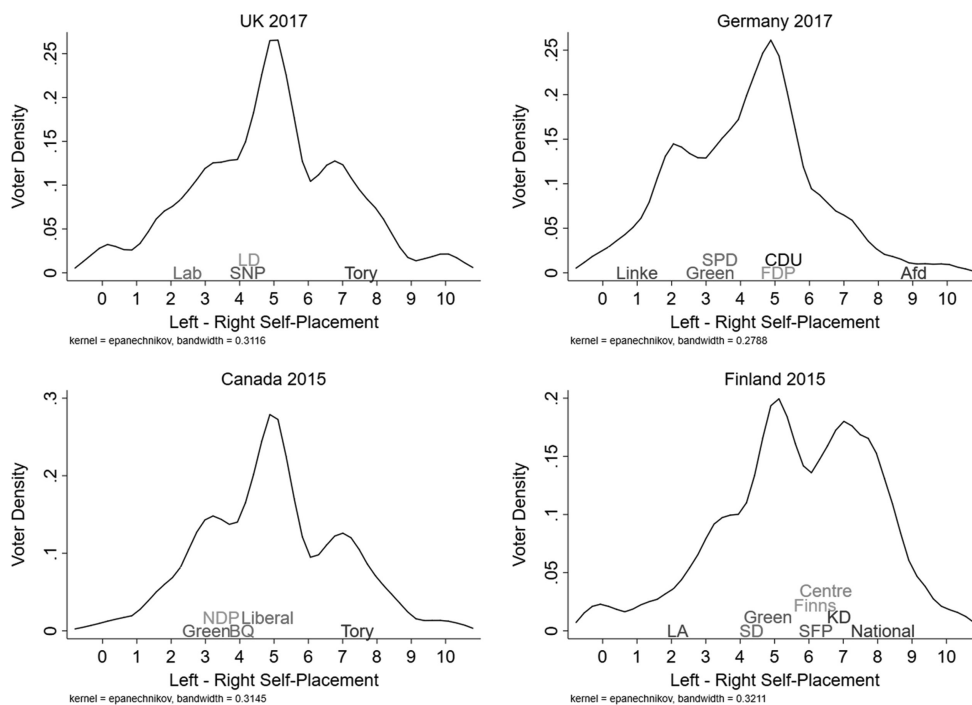 UK 2017
Voter Density
0 .05 .1 .15 .2 .25
LD
Lab SNP Tory
0 1 2 3 4 5 6 7 8 9 10
Left - Right Self-Placement
kernel = epanechnikov, bandwidth = 0.3116
Germany 2017
Voter Density
0 .05 .1 .15 .2 .25
SPD CDU
Linke Green FDP Afd
0 1 2 3 4 5 6 7 8 9 10
Left - Right Self-Placement
kernel = epanechnikov, bandwidth = 0.2788
Canada 2015
Voter Density
0 .1 .2 .3
NDP Liberal
Green BQ Tory
0 1 2 3 4 5 6 7 8 9 10
Left - Right Self-Placement
kernel = epanechnikov, bandwidth = 0.3145
Finland 2015
Voter Density
0 .05 .1 .15 .2
Centre
Finns
Green KD
LA SD SFP National
0 1 2 3 4 5 6 7 8 9 10
Left - Right Self-Placement
kernel = epanechnikov, bandwidth = 0.3211